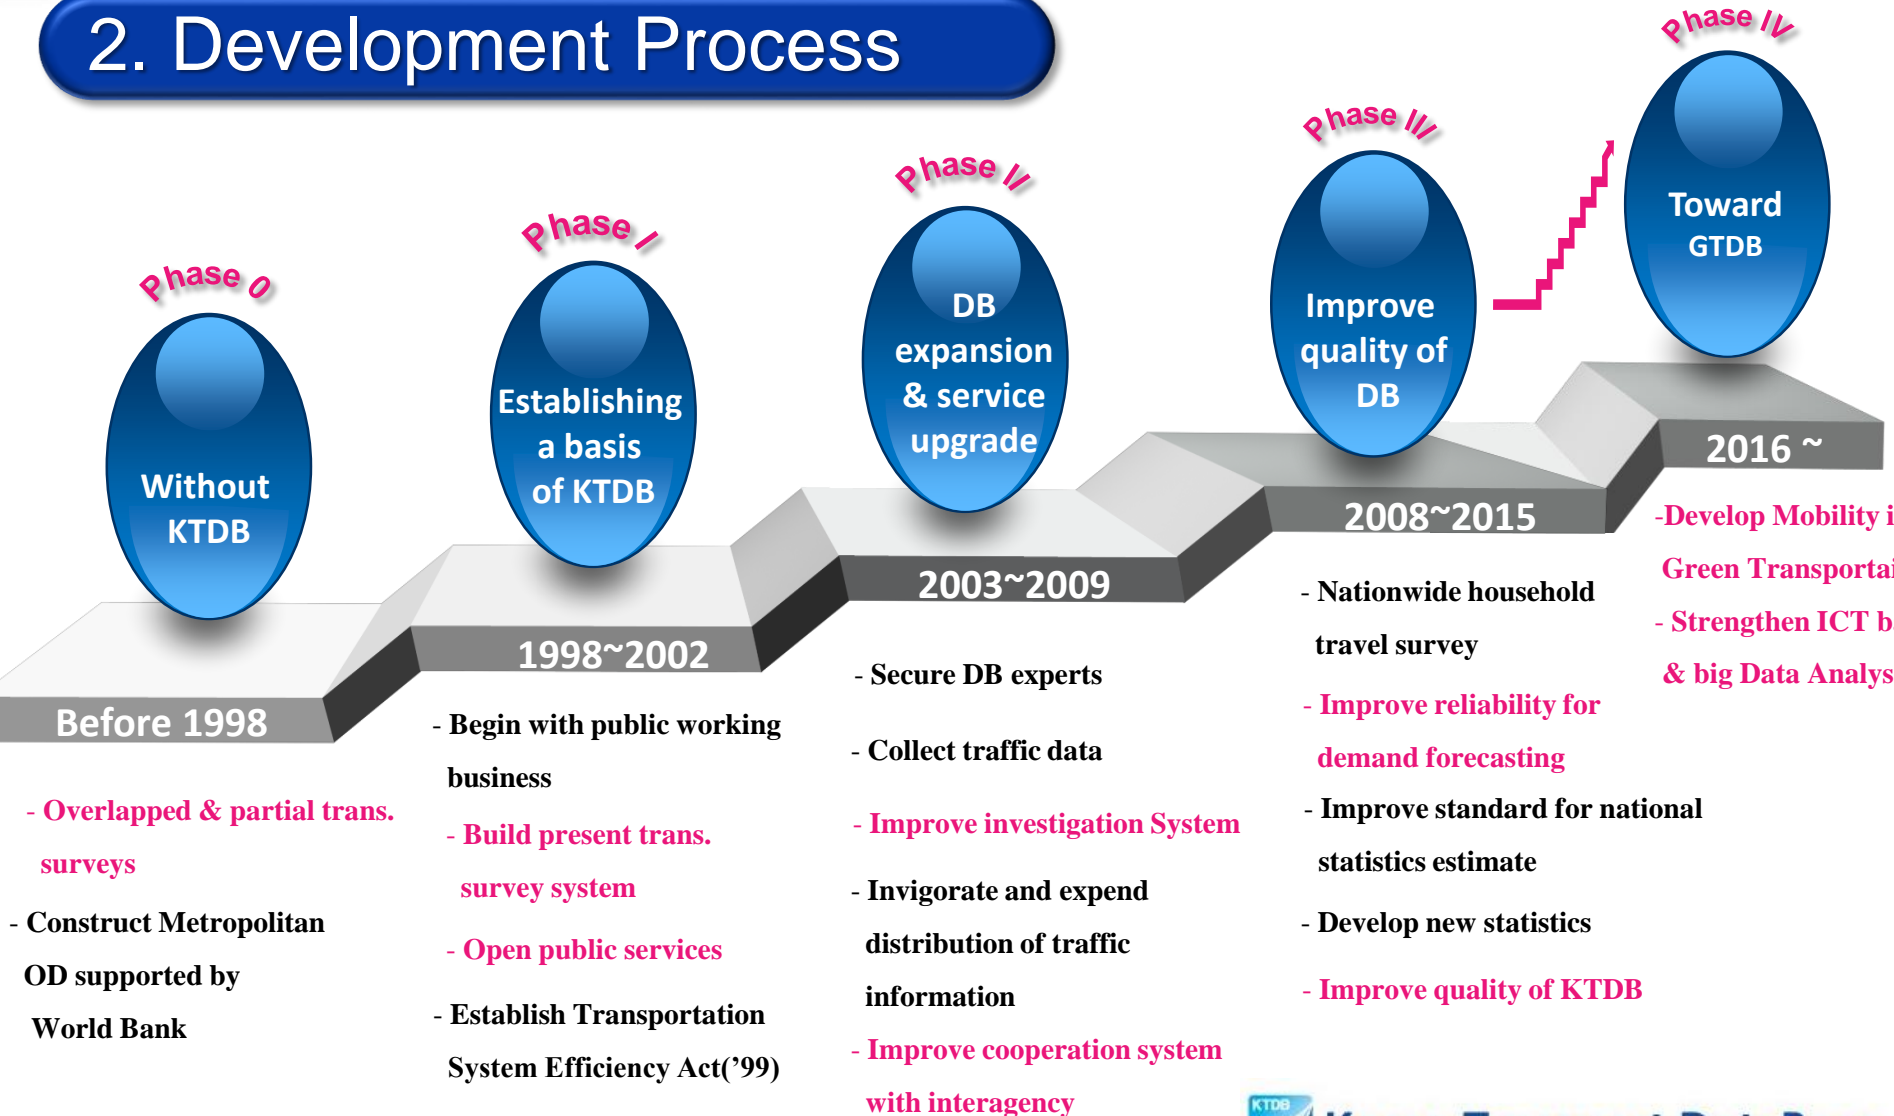 2. Development Process
Phase 0
Without
KTDB
Before 1998
- Overlapped & partial trans.
surveys
- Construct Metropolitan
OD supported by
World Bank
Phase I
Establishing
a basis
of KTDB
1998~2002
- Begin with public working
business
- Build present trans.
survey system
- Open public services
- Establish Transportation
System Efficiency Act('99)
Phase II
DB
expansion
& service
upgrade
2003~2009
- Secure DB experts
- Collect traffic data
- Improve investigation System
- Invigorate and expend
distribution of traffic
information
- Improve cooperation system
with interagency
Phase III
Improve
quality of
DB
2008~2015
- Nationwide household
travel survey
- Improve reliability for
demand forecasting
- Improve standard for national
statistics estimate
- Develop new statistics
- Improve quality of KTDB
Phase IV
Toward
GTDB
2016 ~
-Develop Mobility i
Green Transportai
- Strengthen ICT b
& big Data Analys
KTDB